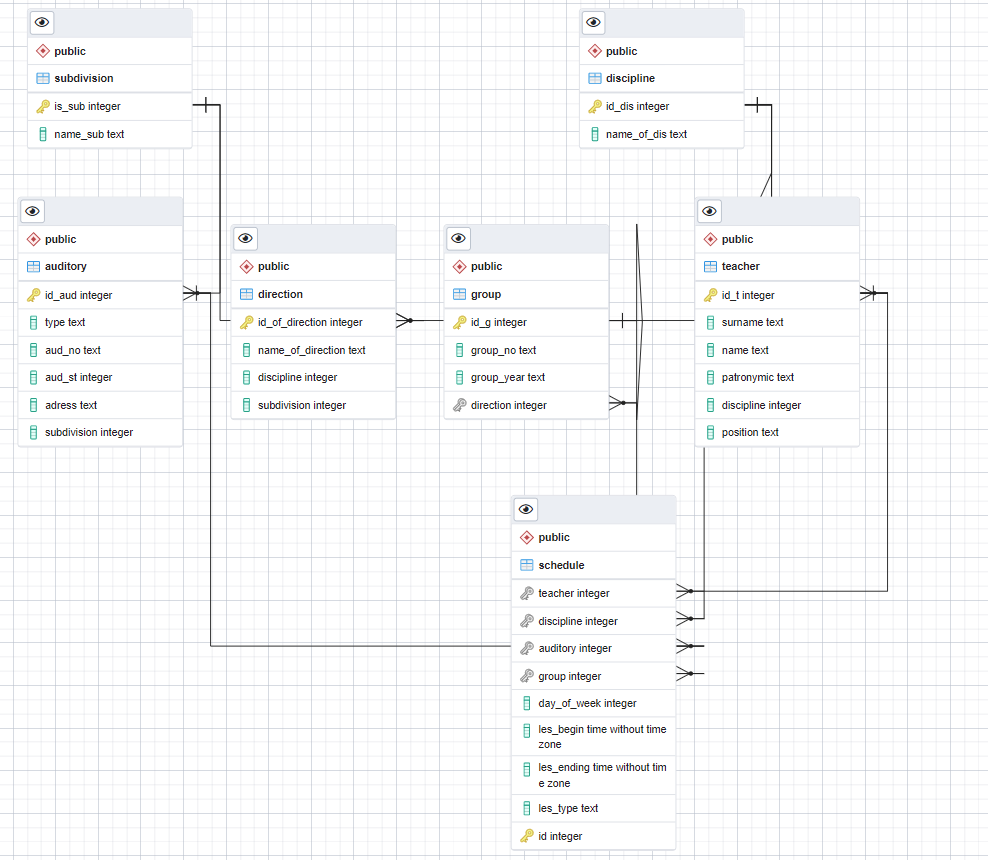 public
subdivision
is_sub integer
name_sub text
public
discipline
id_dis integer
name_of_dis text
public
auditory
id_aud integer
type text
aud_no text
aud_st integer
adress text
subdivision integer
public
direction
id_of_direction integer
name_of_direction text
discipline integer
subdivision integer
public
group
id_g integer
group_no text
group_year text
direction integer
public
teacher
id_t integer
surname text
name text
patronymic text
discipline integer
position text
public
schedule
teacher integer
discipline integer
auditory integer
group integer
day_of_week integer
les_begin time without time
zone
les_ending time without tim
e zone
les_type text
id integer